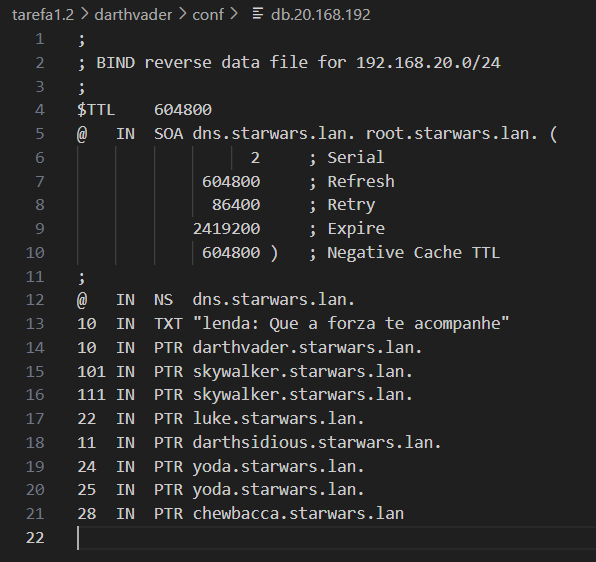 tarefa1.2 > darthvader > conf > db.20.168.192
1 ;
2 ; BIND reverse data file for 192.168.20.0/24
3 ;
4 $TTL    604800
5 @   IN  SOA dns.starwars.lan. root.starwars.lan. (
6                   2     ; Serial
7              604800     ; Refresh
8               86400     ; Retry
9             2419200     ; Expire
10             604800 )   ; Negative Cache TTL
11 ;
12 @   IN  NS  dns.starwars.lan.
13 10  IN  TXT "lenda: Que a forza te acompanhe"
14 10  IN  PTR darthvader.starwars.lan.
15 101 IN  PTR skywalker.starwars.lan.
16 111 IN  PTR skywalker.starwars.lan.
17 22  IN  PTR luke.starwars.lan.
18 11  IN  PTR darthsidious.starwars.lan.
19 24  IN  PTR yoda.starwars.lan.
20 25  IN  PTR yoda.starwars.lan.
21 28  IN  PTR chewbacca.starwars.lan
22